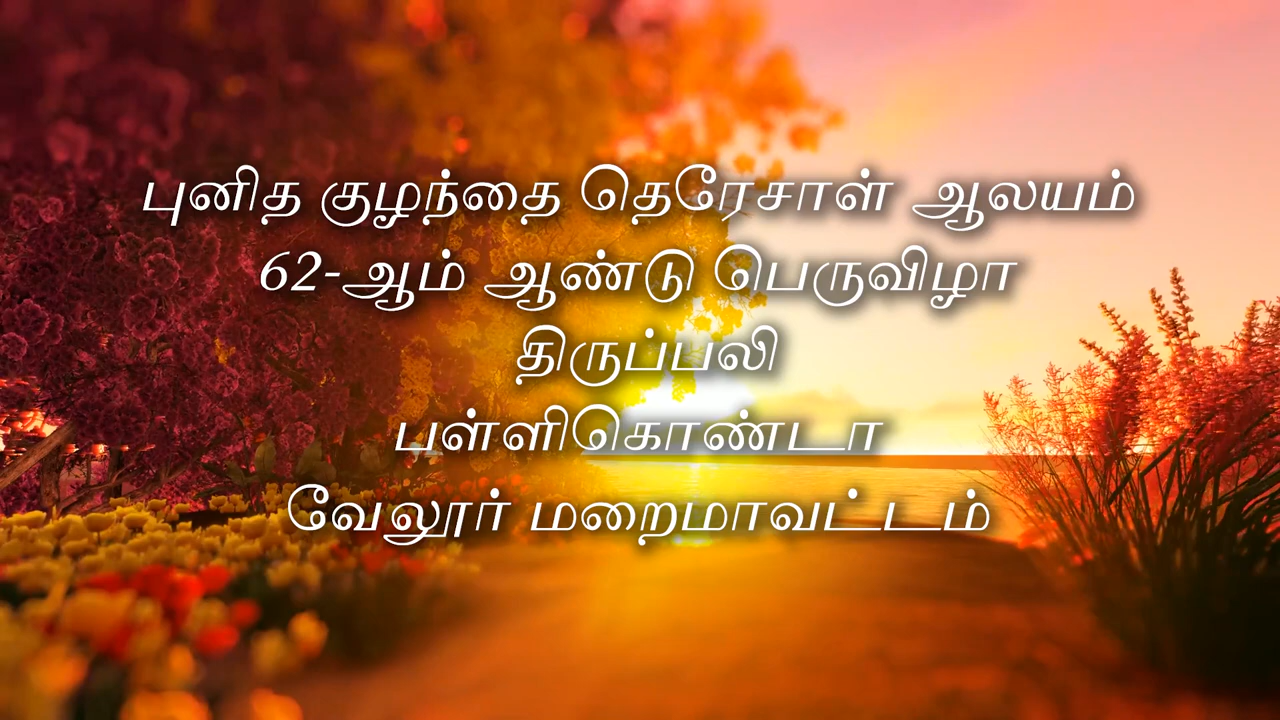 புனித குழந்தை தெரேசாள் ஆலயம்
62-ஆம் ஆண்டு பெருவிழா
திருப்பலி
பள்ளிகொண்டா
வேலூர் மறைமாவட்டம்